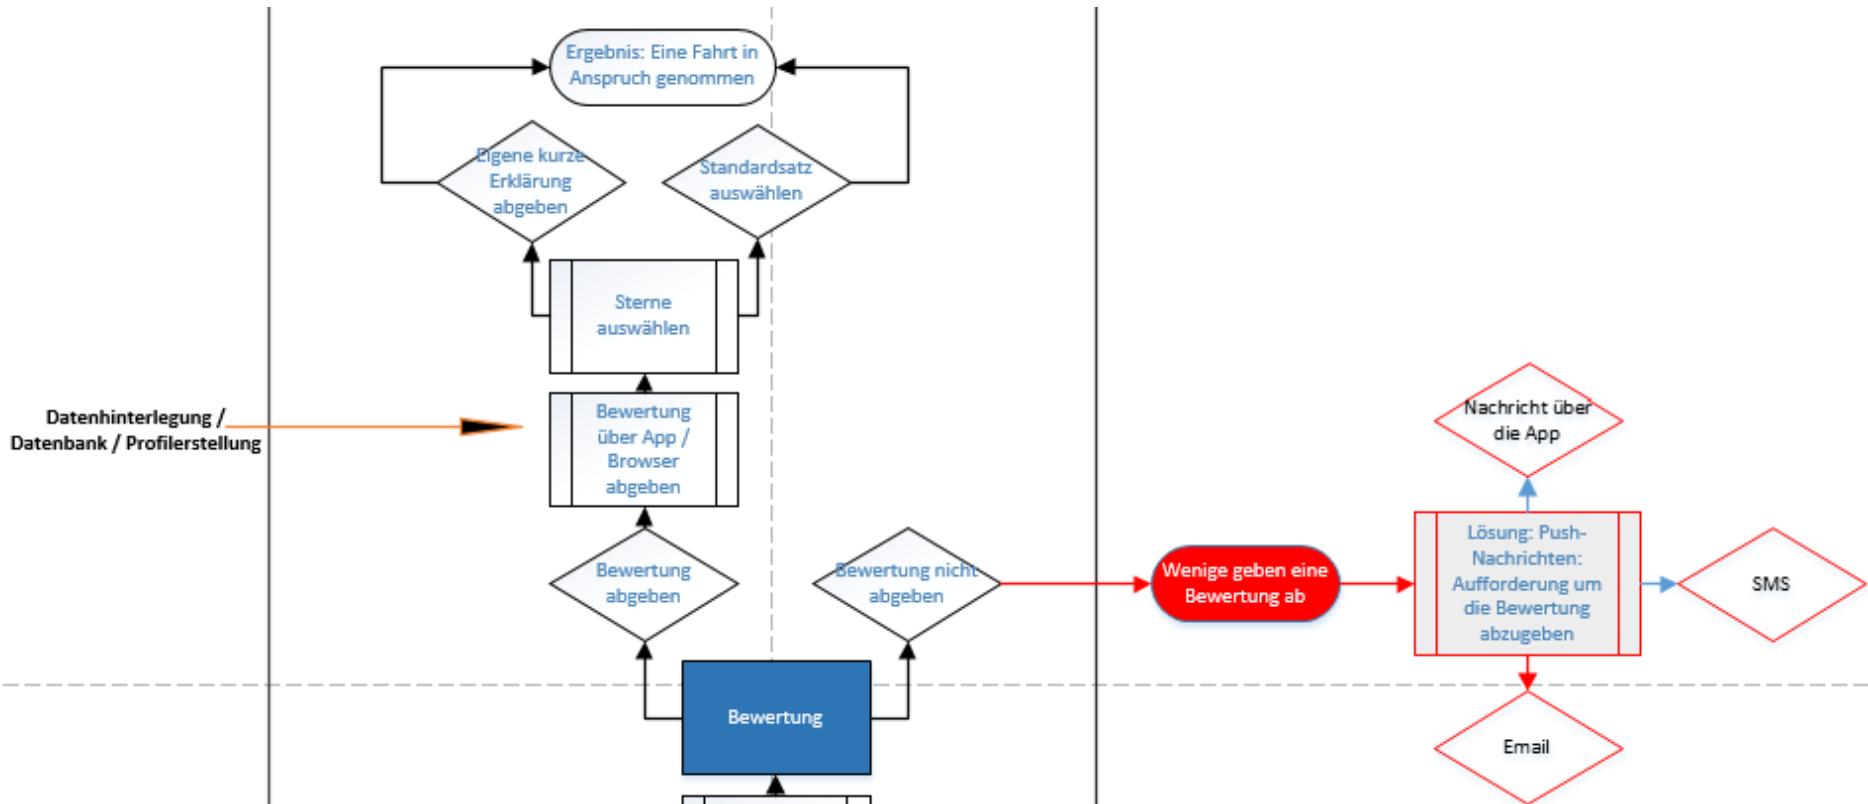 Ergebnis: Eine Fahrt in
Anspruch genommen
Eigene kurze
Erklärung
abgeben
Standardsatz
auswählen
Sterne
auswählen
Datenhinterlegung /
Datenbank / Profilerstellung
Bewertung
über App /
Browser
abgeben
Nachricht über
die App
Bewertung
abgeben
Bewertung nicht
abgeben
Wenige geben eine
Bewertung ab
Lösung: Push-
Nachrichten:
Aufforderung um
die Bewertung
abzugeben
SMS
Bewertung
Email